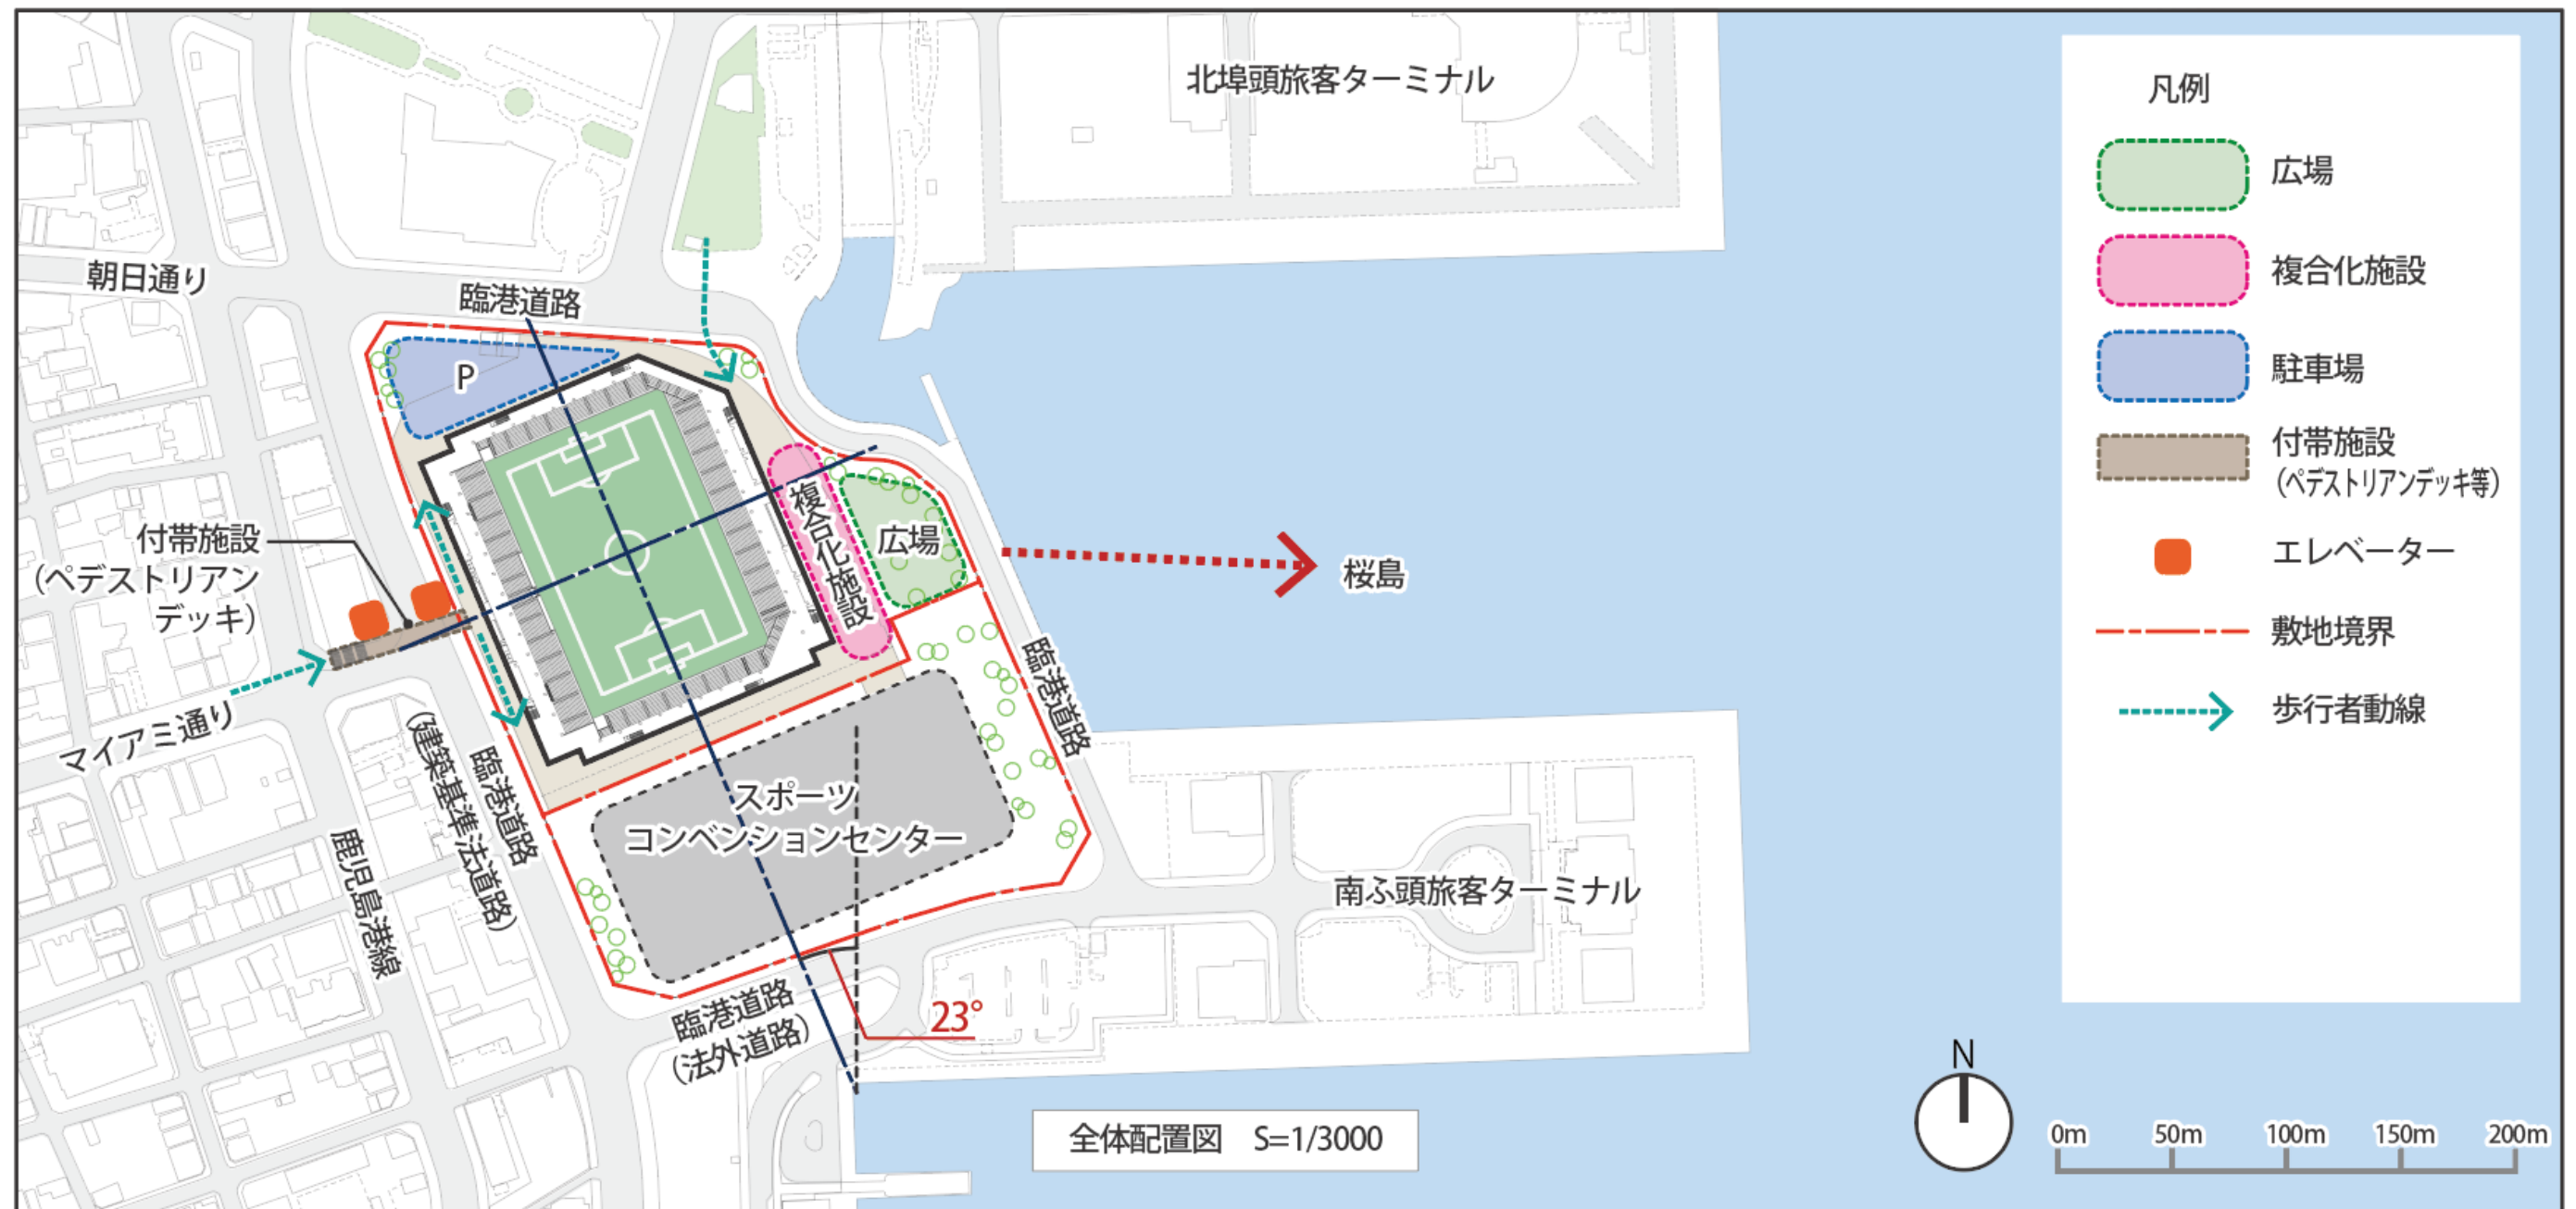 北埠頭旅客ターミナル
朝日通り
臨港道路
P
複合化施設
広場
桜島
付帯施設
（ペデストリアン
デッキ）
マイアミ通り
臨港道路
（建築基準法道路）
鹿児島港線
臨港道路
スポーツ
コンベンションセンター
南ふ頭旅客ターミナル
臨港道路
（法外道路）
23°
全体配置図 S=1/3000
凡例
広場
複合化施設
駐車場
付帯施設
（ペデストリアンデッキ等）
エレベーター
敷地境界
歩行者動線
N
0m 50m 100m 150m 200m